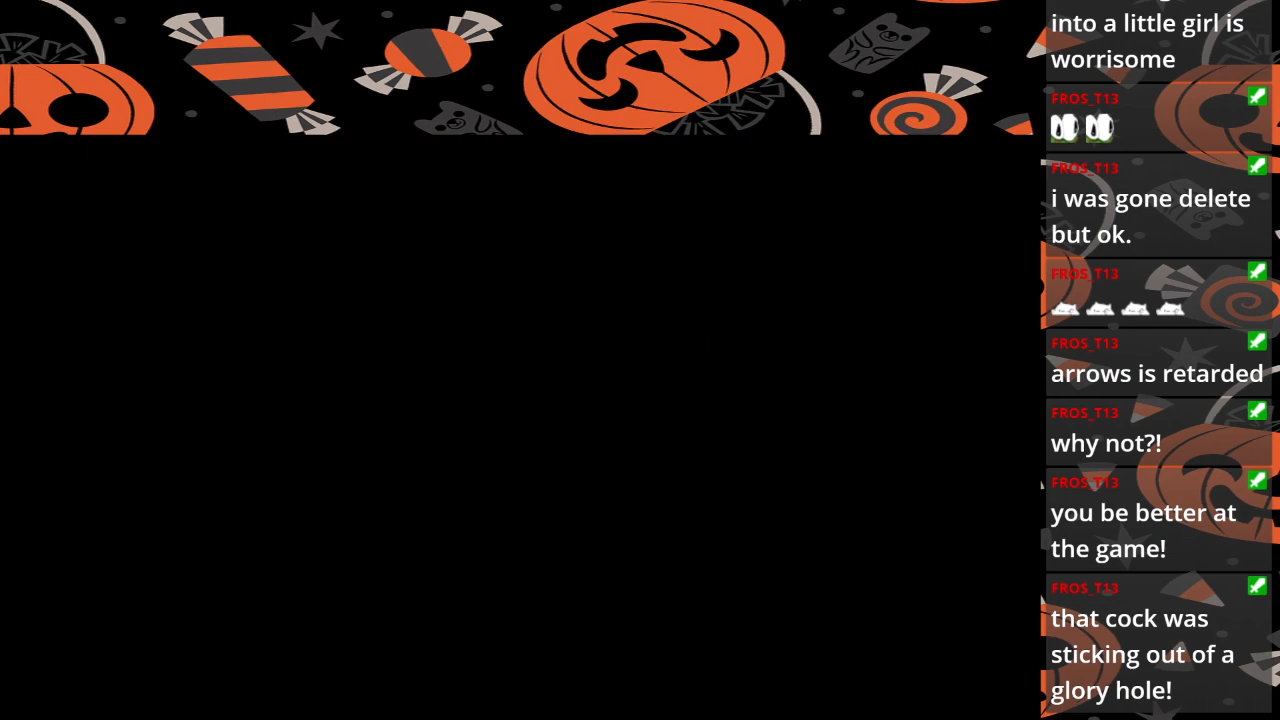 into a little girl is
worrisome
FROS_T13
FROS_T13
i was gone delete
but ok.
FROS_T13
FROS_T13
arrows is retarded
FROS_T13
why not?!
FROS_T13
you be better at
the game!
FROS_T13
that cock was
sticking out of a
glory hole!